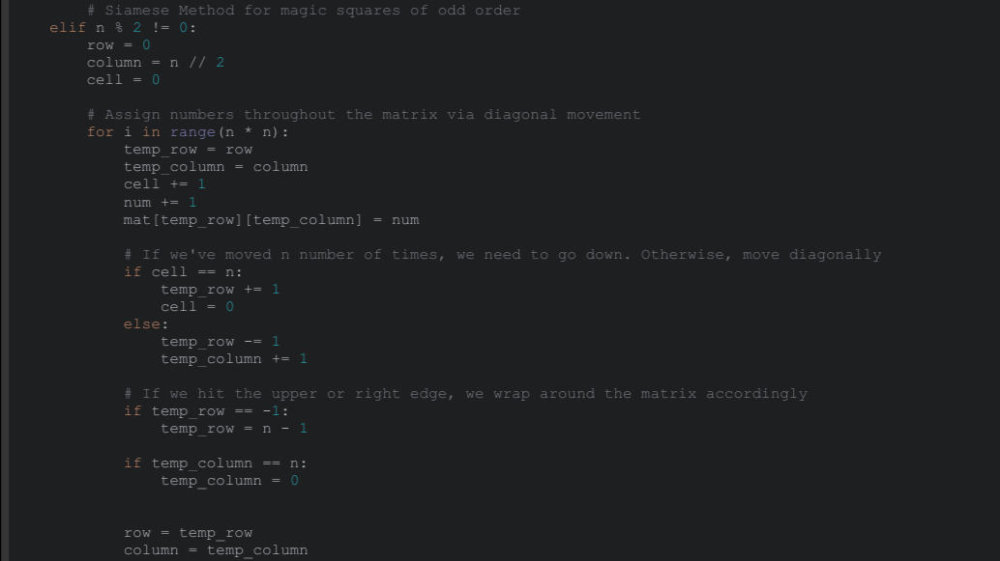 # Siamese Method for magic squares of odd order
elif n % 2 != 0:
row = 0
column = n // 2
cell = 0
# Assign numbers throughout the matrix via diagonal movement
for i in range(n * n):
temp_row = row
temp_column = column
cell += 1
num += 1
mat[temp_row][temp_column] = num
# If we've moved n number of times, we need to go down. Otherwise, move diagonally
if cell == n:
temp_row += 1
cell = 0
else:
temp_row -= 1
temp_column += 1
# If we hit the upper or right edge, we wrap around the matrix accordingly
if temp_row == -1:
temp_row = n - 1
if temp_column == n:
temp_column = 0
row = temp_row
column = temp_column